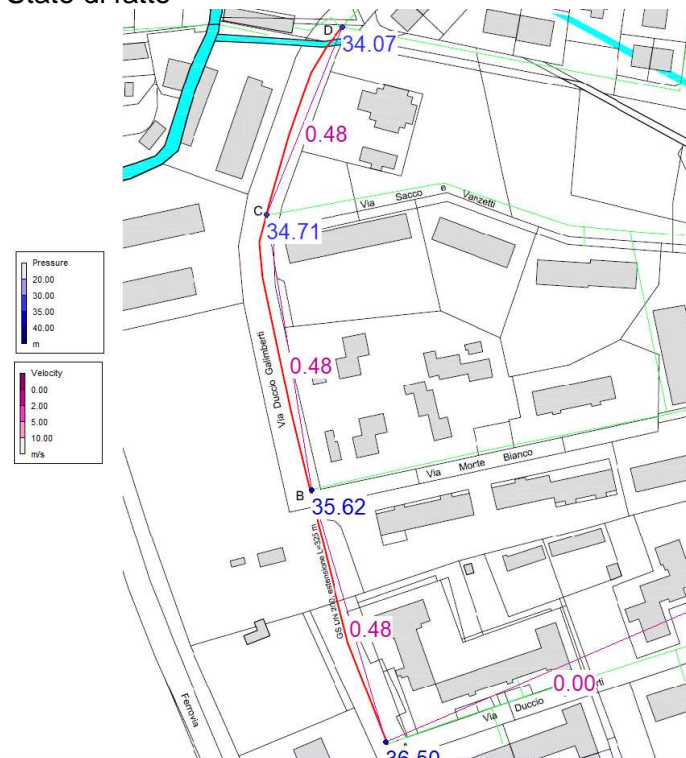 Stato di fatto
D
34.07
0.48
C
34.71
Via Sacco e Vanzetti
Pressure
20.00
30.00
35.00
40.00
m
Velocity
0.00
2.00
5.00
10.00
m/s
Via Duccio Galimberti
0.48
Via Morte Bianco
B
35.62
GS DN 200, estensione L=325 m
0.48
0.00
Via Duccio
rti
Ferrovia
36.50